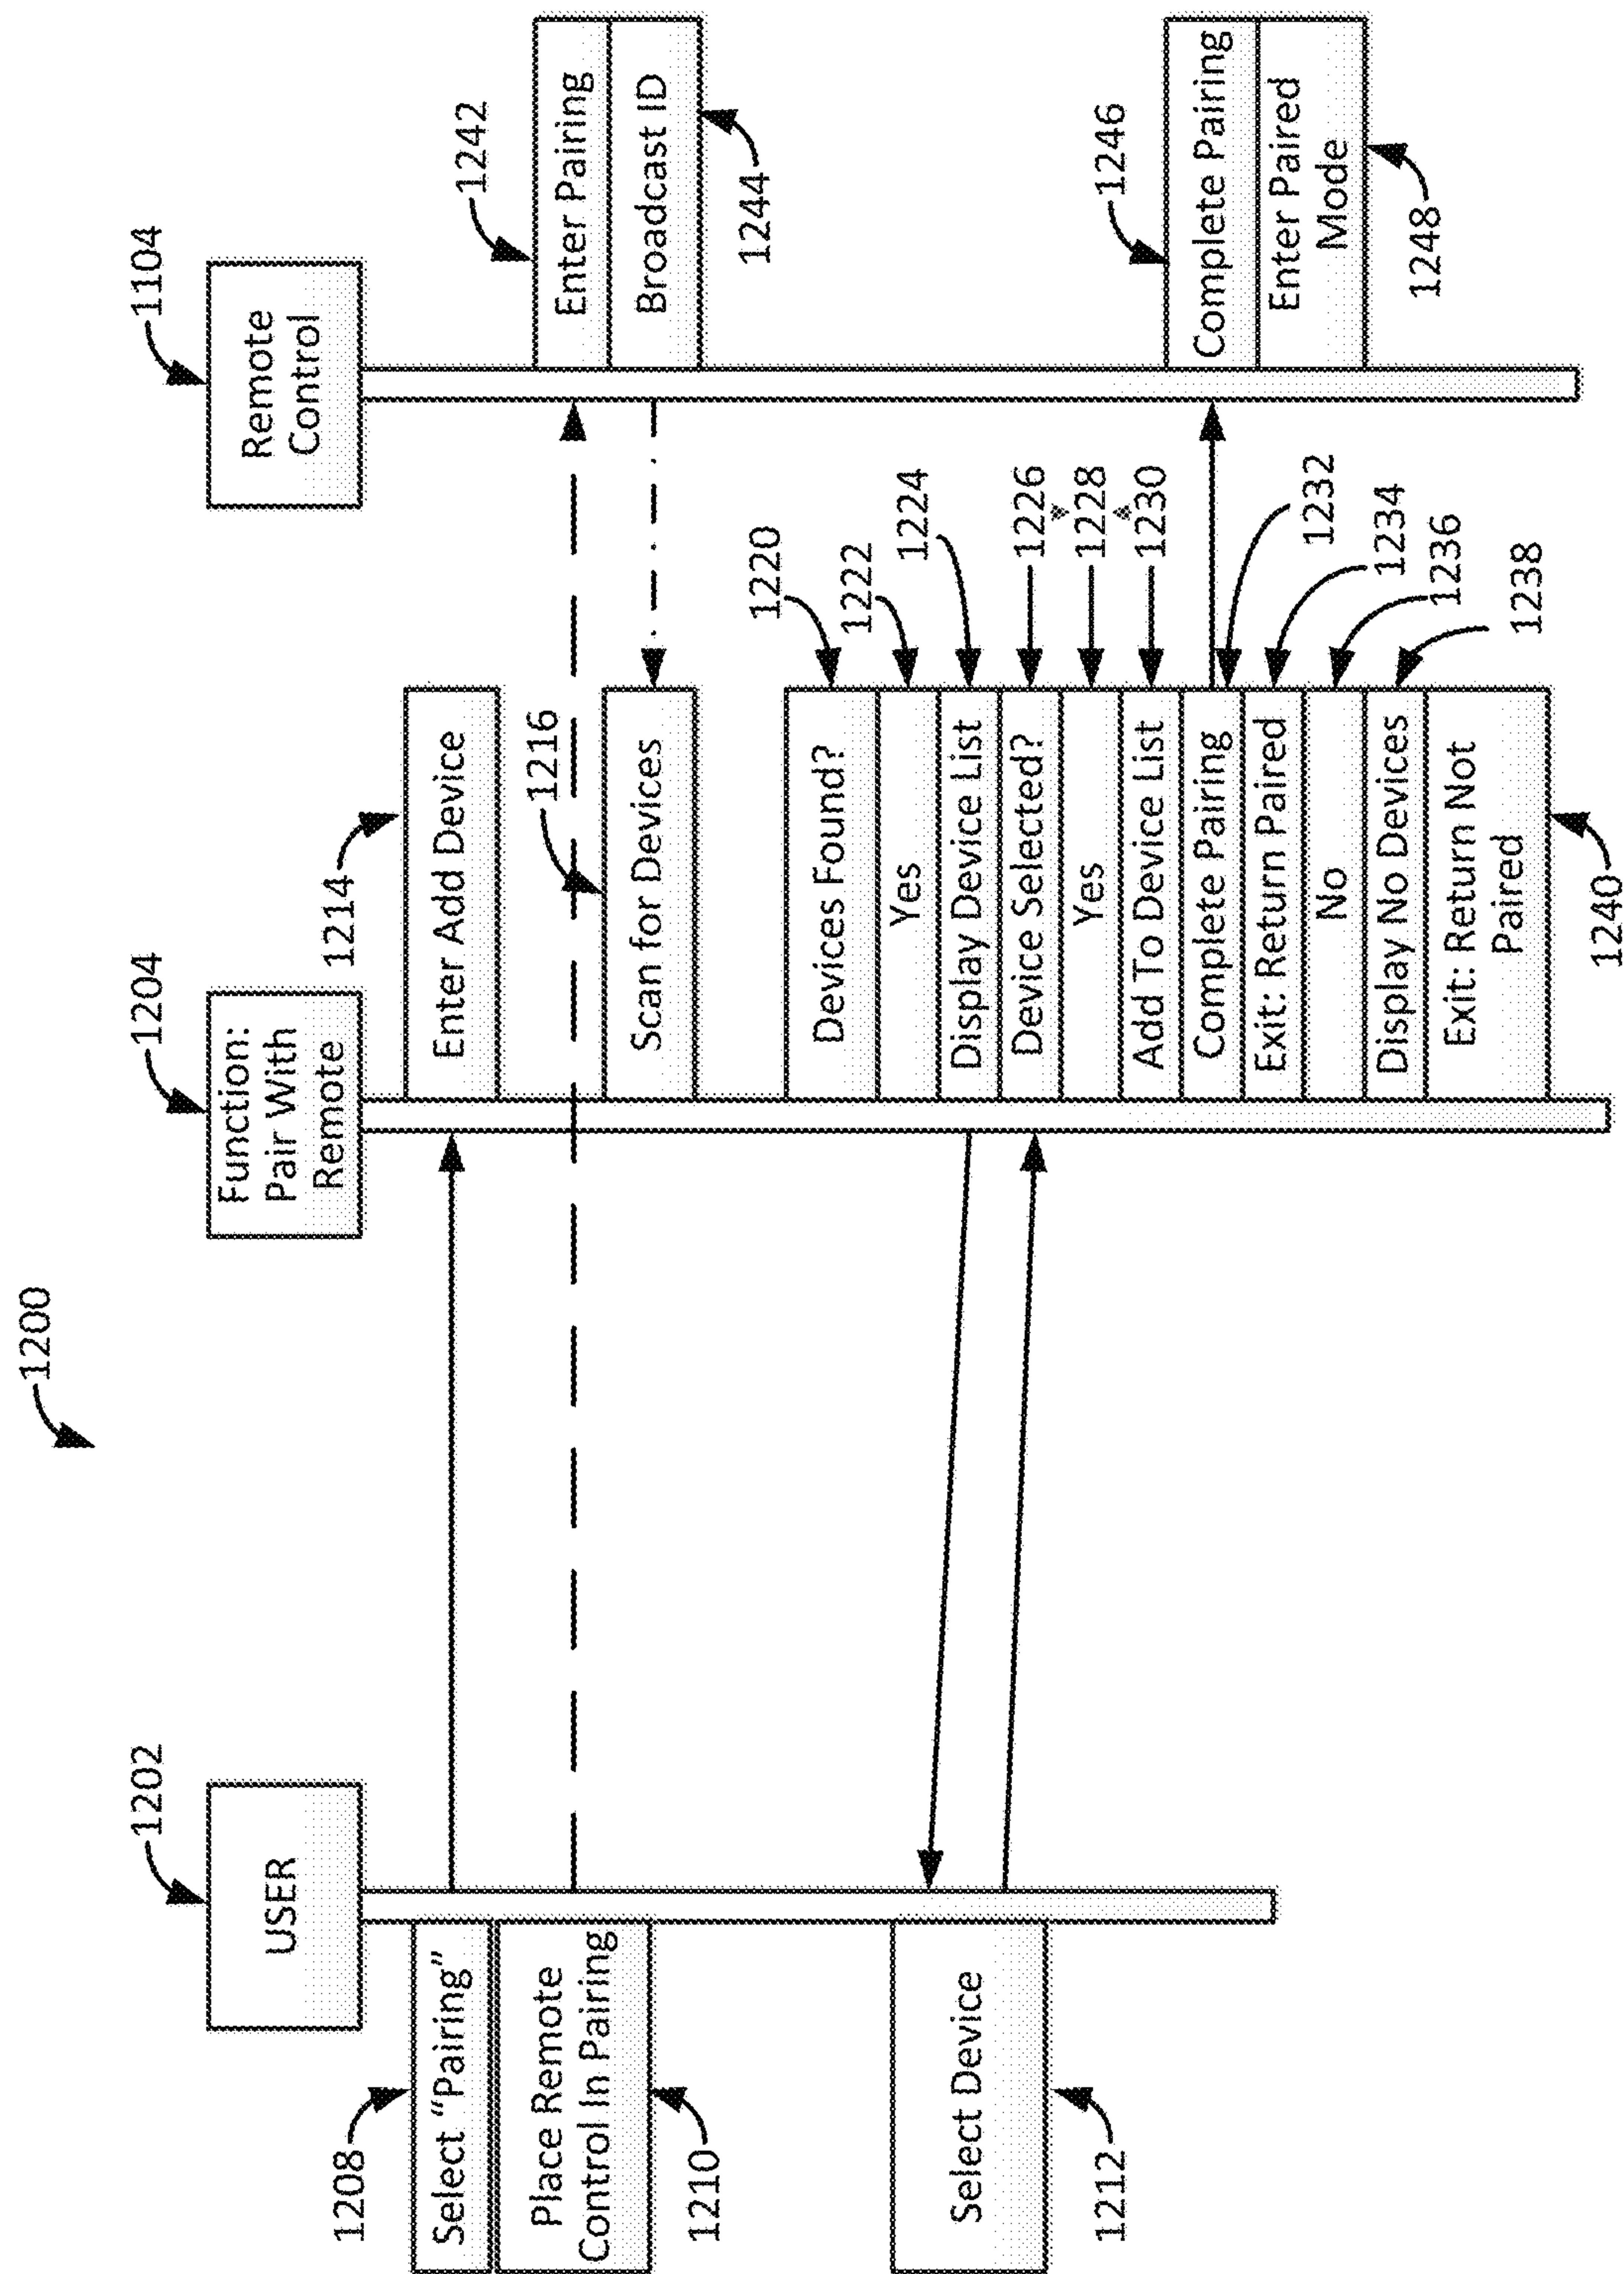 1200
1202
USER
1204
Function:
Pair With
Remote
1104
Remote
Control
1208
Select “Pairing”
Place Remote
Control In Pairing
1210
Select Device
1212
1214
Enter Add Device
1216
Scan for Devices
Devices Found?
1220
Yes
1222
Display Device List
1224
Device Selected?
1226
Yes
1228
Add To Device List
1230
Complete Pairing
1232
Exit: Return Paired
1234
No
1236
Display No Devices
1238
Exit: Return Not
Paired
1240
1242
Enter Pairing
Broadcast ID
1244
1246
Complete Pairing
Enter Paired
Mode
1248